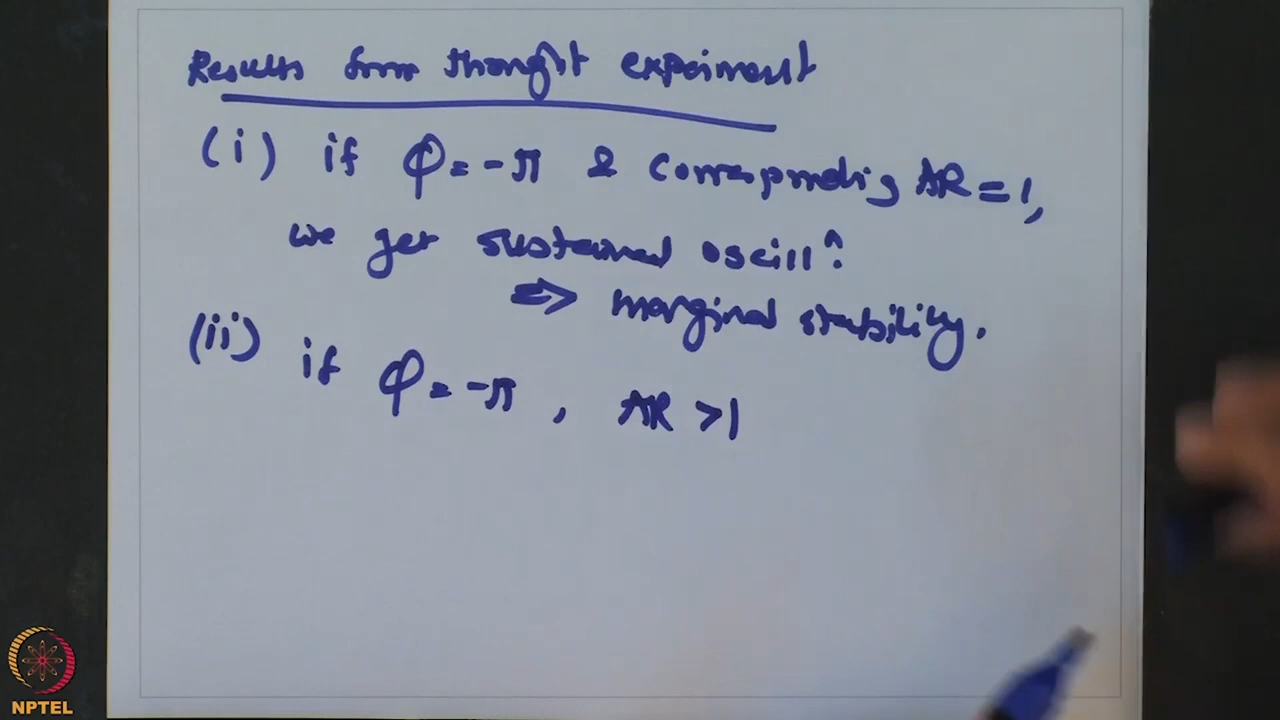 Results from thought experiment
(i) if φ = -π & corresponding AR = 1,
we get sustained oscill^:
=> marginal stability.
(ii) if φ = -π , AR > 1
NPTEL